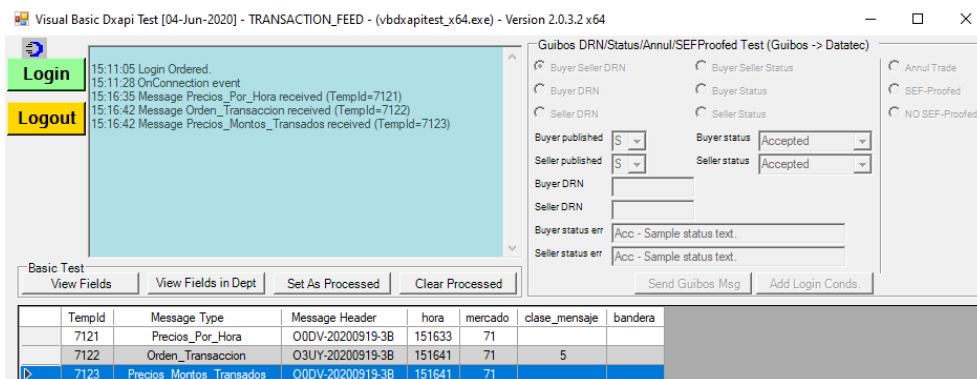 Visual Basic Dxapi Test [04-Jun-2020] - TRANSACTION_FEED - (vbdxapitest_x64.exe) - Version 2.0.3.2 x64
Login
Logout
15:11:05 Login Ordered.
15:11:28 OnConnection event
15:16:35 Message Precios_Por_Hora received (TempId=7121)
15:16:42 Message Orden_Transaccion received (TempId=7122)
15:16:42 Message Precios_Montos_Transados received (TempId=7123)
Guibos DRN/Status/Annul/SEFProofed Test (Guibos -> Datatec)
Buyer Seller DRN Buyer Seller Status Annul Trade
Buyer DRN Buyer Status SEF-Proofed
Seller DRN Seller Status NO SEF-Proofed
Buyer published S Buyer status Accepted
Seller published S Seller status Accepted
Buyer DRN
Seller DRN
Buyer status err Acc - Sample status text.
Seller status err Acc - Sample status text.
Send Guibos Msg Add Login Conds.
Basic Test
View Fields View Fields in Dept Set As Processed Clear Processed
TempId Message Type Message Header hora mercado clase_mensaje bandera
7121 Precios_Por_Hora O0DV-20200919-3B 151633 71
7122 Orden_Transaccion O3UY-20200919-3B 151641 71 5
7123 Precios_Montos_Transados O0DV-20200919-3B 151641 71